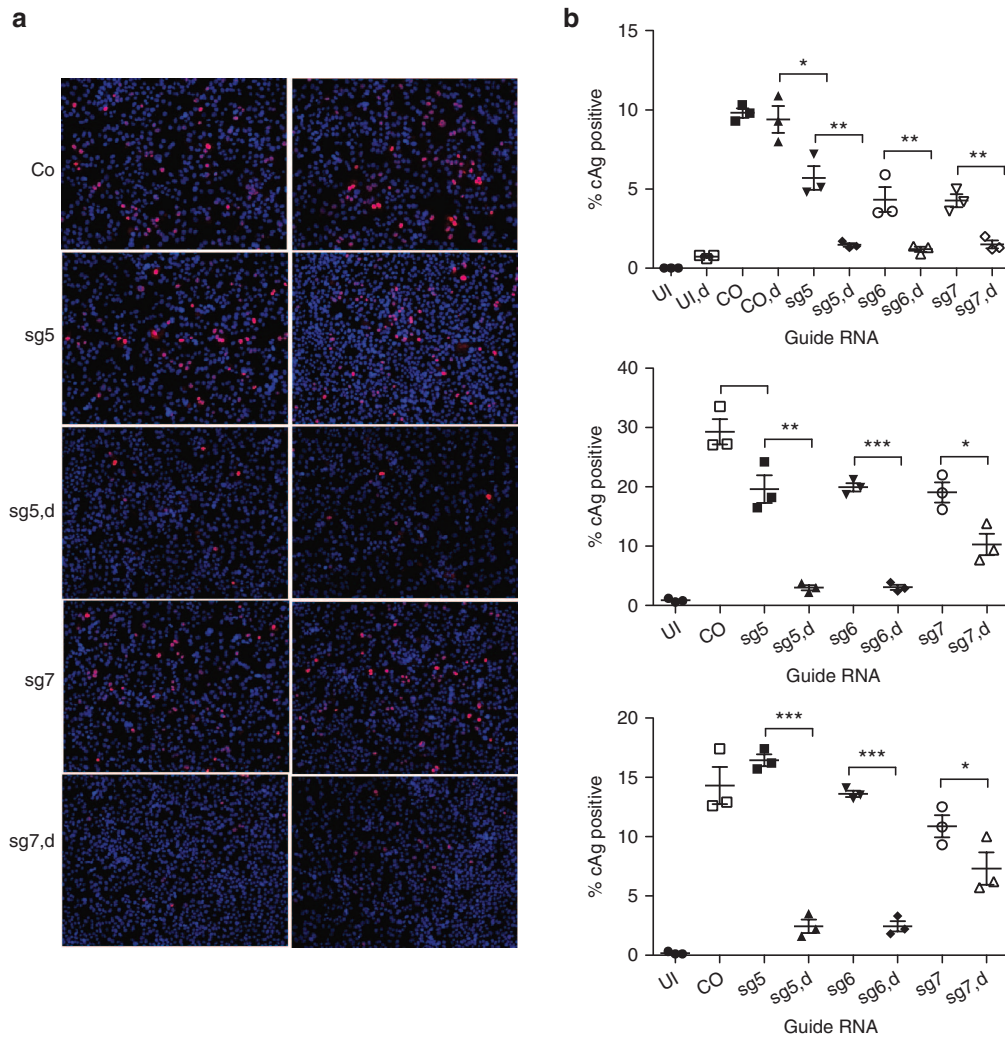 a
Co
sg5
sg5,d
sg7
sg7,d
b
15
10
5
0
% cAg positive
*
**
**
**
UI
UI,d
CO
CO,d
sg5
sg5,d
sg6
sg6,d
sg7
sg7,d
Guide RNA
40
30
20
10
0
% cAg positive
**
***
*
UI
CO
sg5
sg5,d
sg6
sg6,d
sg7
sg7,d
Guide RNA
20
15
10
5
0
% cAg positive
***
***
*
UI
CO
sg5
sg5,d
sg6
sg6,d
sg7
sg7,d
Guide RNA